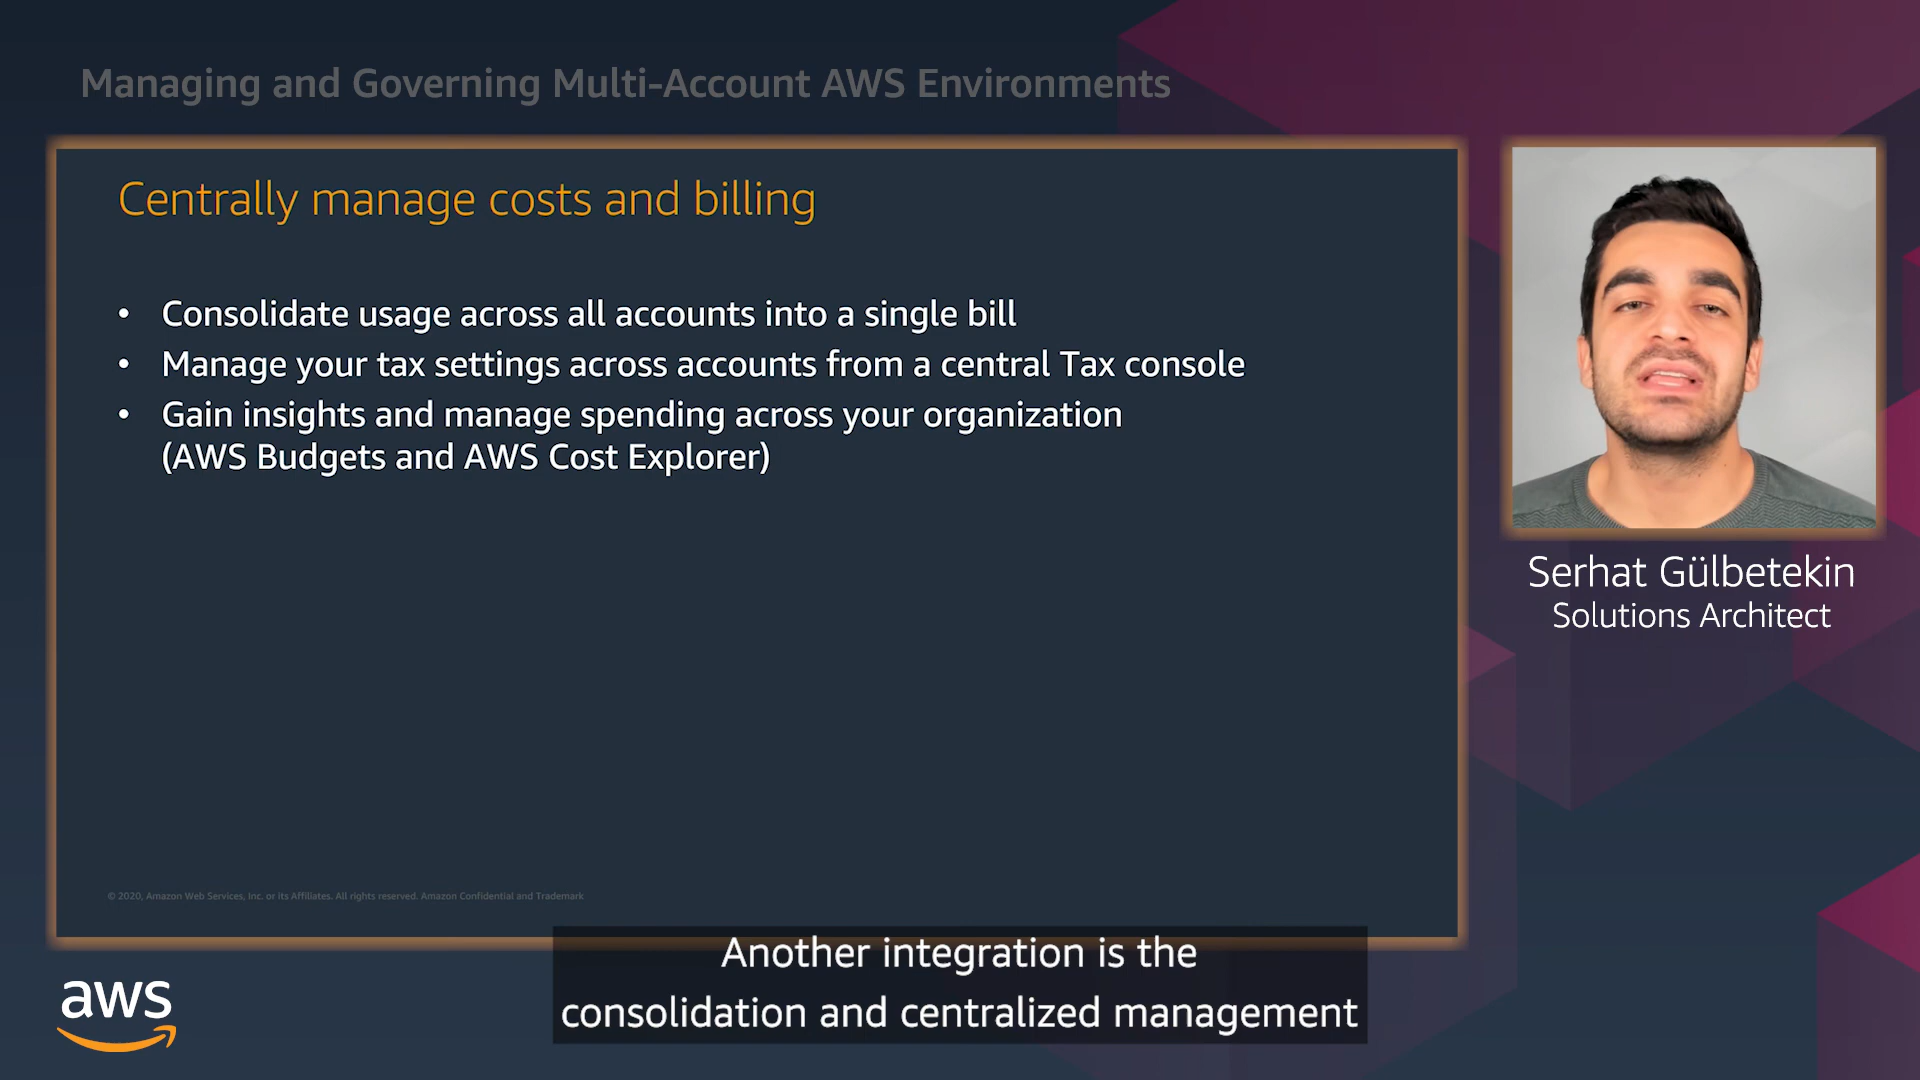 Managing and Governing Multi-Account AWS Environments
Centrally manage costs and billing
• Consolidate usage across all accounts into a single bill
• Manage your tax settings across accounts from a central Tax console
• Gain insights and manage spending across your organization
(AWS Budgets and AWS Cost Explorer)
© 2020, Amazon Web Services, Inc. or its Affiliates. All rights reserved. Amazon Confidential and Trademark
Serhat Gülbetekin
Solutions Architect
aws
Another integration is the
consolidation and centralized management